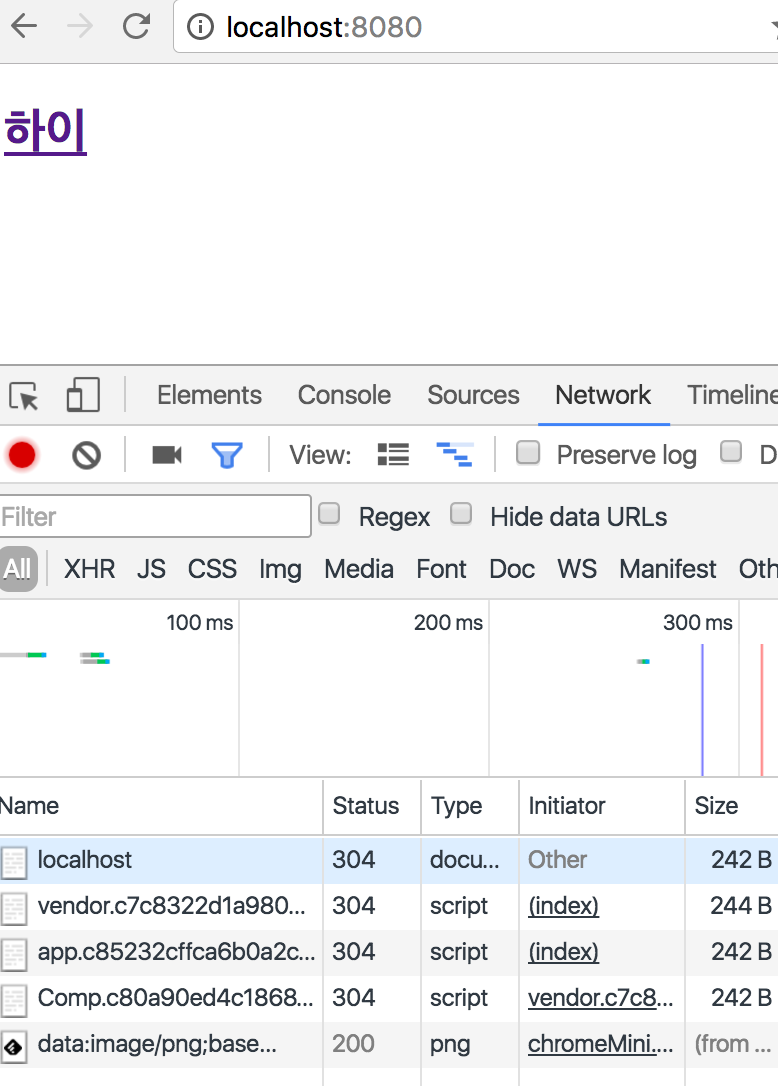 localhost:8080
하이
Elements Console Sources Network Timeline
View: Preserve log D
Filter Regex Hide data URLs
All XHR JS CSS Img Media Font Doc WS Manifest Oth
100 ms 200 ms 300 ms
Name Status Type Initiator Size
localhost 304 docu... Other 242 B
vendor.c7c8322d1a980... 304 script (index) 244 B
app.c85232cffca6b0a2c... 304 script (index) 242 B
Comp.c80a90ed4c1868... 304 script vendor.c7c8... 242 B
data:image/png;base... 200 png chromeMini.... (from ...